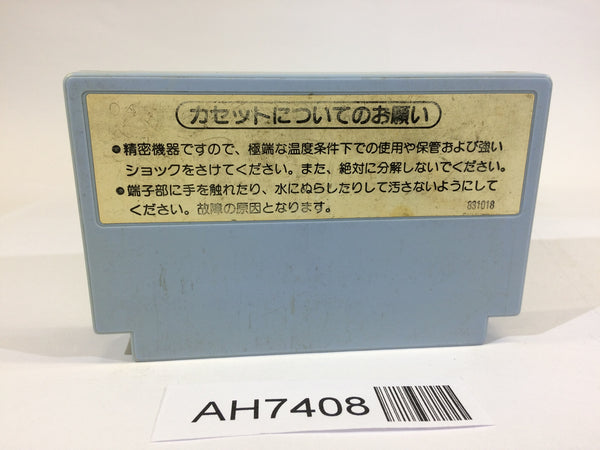 カセットについてのお願い
●精密機器ですので、極端な温度条件下での使用や保管および強い
ショックをさけてください。また、絶対に分解しないでください。
●端子部に手を触れたり、水にぬらしたりして汚さないようにして
ください。故障の原因となります。
831018
AH7408